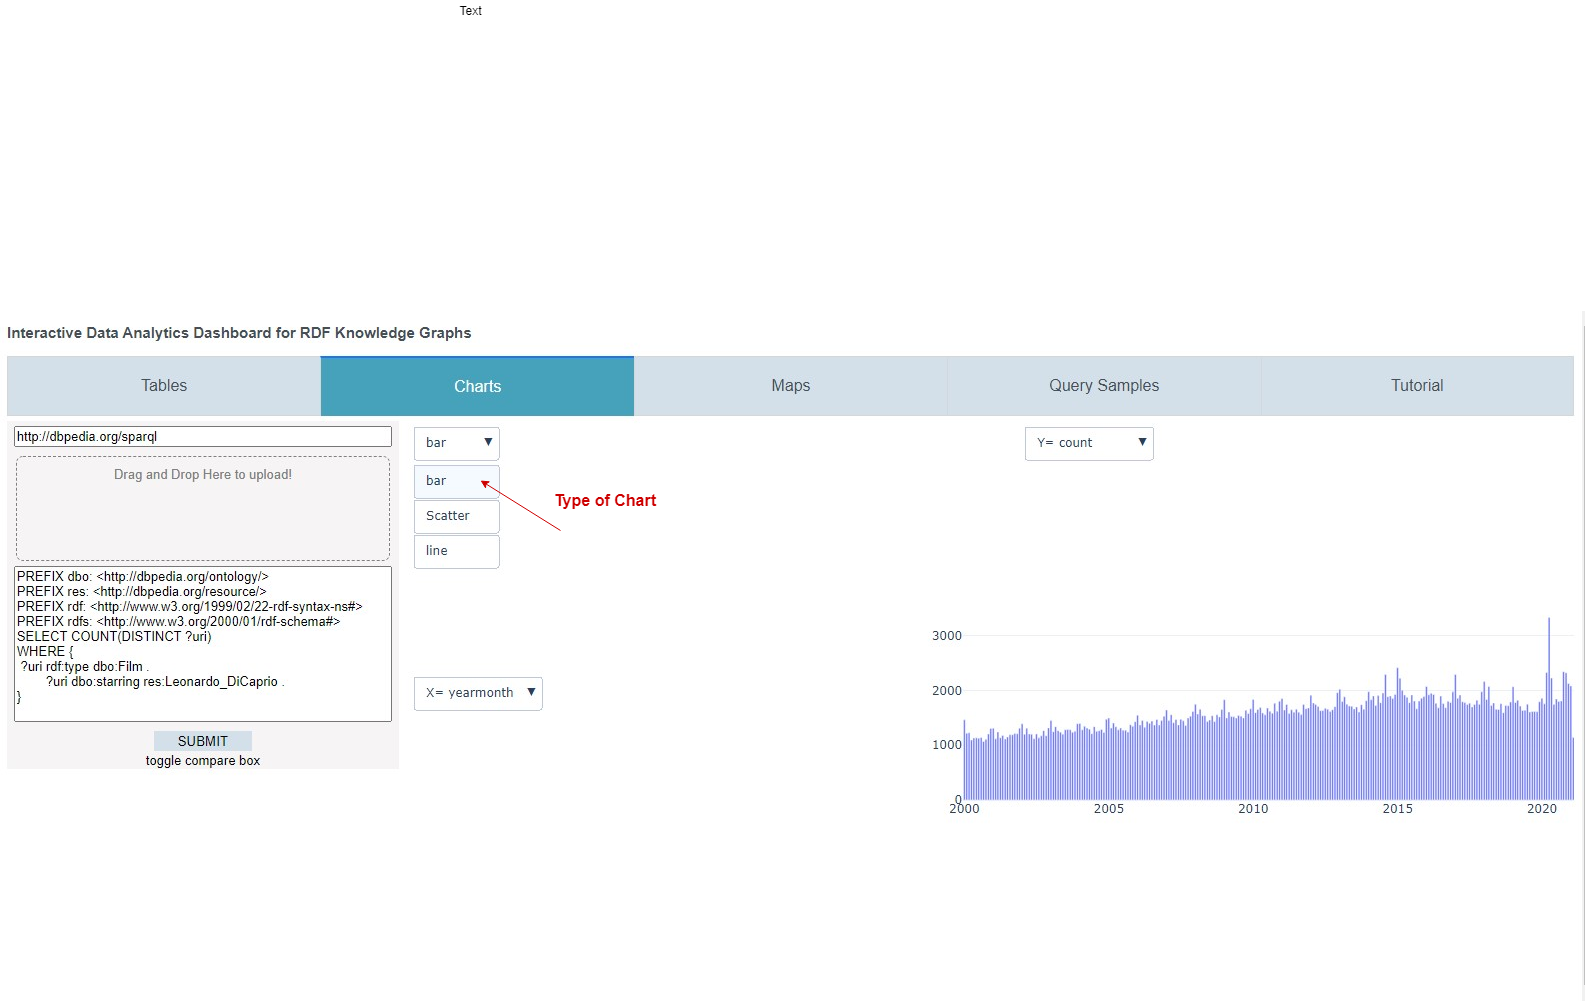 Text
Interactive Data Analytics Dashboard for RDF Knowledge Graphs
Tables
Charts
Maps
Query Samples
Tutorial
http://dbpedia.org/sparql
Drag and Drop Here to upload!
PREFIX dbo: <http://dbpedia.org/ontology/>
PREFIX res: <http://dbpedia.org/resource/>
PREFIX rdf: <http://www.w3.org/1999/02/22-rdf-syntax-ns#>
PREFIX rdfs: <http://www.w3.org/2000/01/rdf-schema#>
SELECT COUNT(DISTINCT ?uri)
WHERE {
?uri rdf:type dbo:Film .
?uri dbo:starring res:Leonardo_DiCaprio .
}
SUBMIT
toggle compare box
bar ▼
bar
Scatter
line
Type of Chart
X= yearmonth ▼
Y= count ▼
3000
2000
1000
0
2000
2005
2010
2015
2020